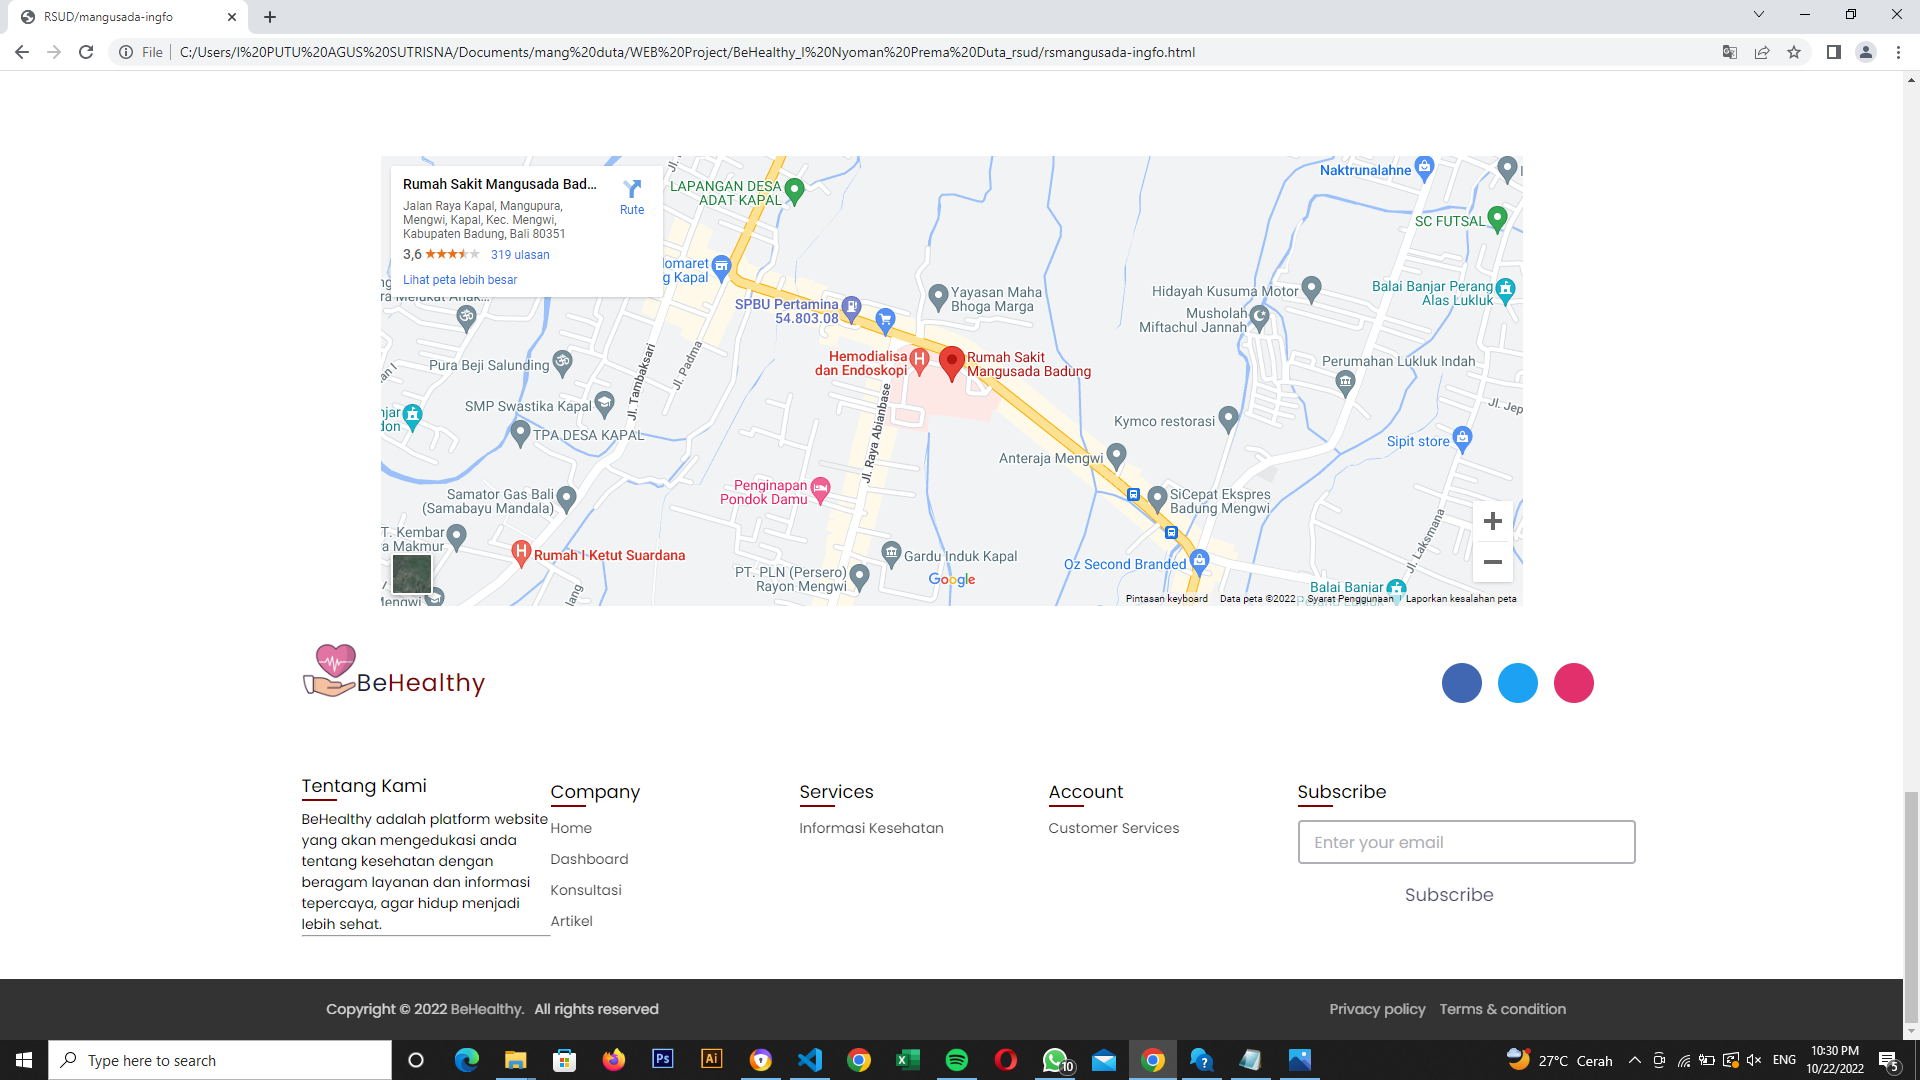 RSUD/mangusada-ingfo
File
C:/Users/I%20PUTU%20AGUS%20SUTRISNA/Documents/mang%20duta/WEB%20Project/BeHealthy_I%20Nyoman%20Prema%20Duta_rsud/rsmangusada-ingfo.html
Rumah Sakit Mangusada Bad...
Jalan Raya Kapal, Mangupura,
Mengwi, Kapal, Kec. Mengwi,
Kabupaten Badung, Bali 80351
3,6
319 ulasan
Lihat peta lebih besar
Rute
LAPANGAN DESA
ADAT KAPAL
Naktrunalahne
SC FUTSAL
SPBU Pertamina
54.803.08
Yayasan Maha
Bhoga Marga
Hidayah Kusuma Motor
Balai Banjar Perang
Alas Lukluk
Musholah
Miftachul Jannah
Hemodialisa
dan Endoskopi
Rumah Sakit
Mangusada Badung
Perumahan Lukluk Indah
Pura Beji Salunding
Jl. Tambaksari
Jl. Padma
SMP Swastika Kapal
TPA DESA KAPAL
Jl. Raya Abianbase
Kymco restorasi
Jl. Jep
Sipit store
Anteraja Mengwi
Penginapan
Pondok Damu
Samator Gas Bali
(Samabayu Mandala)
SiCepat Ekspres
Badung Mengwi
T. Kembar
a Makmur
Jl. Laksmana
Rumah I Ketut Suardana
Gardu Induk Kapal
PT. PLN (Persero)
Rayon Mengwi
Oz Second Branded
Google
Balai Banjar
Mengwi
Pintasan keyboard
Data peta ©2022
Syarat Penggunaan
Laporkan kesalahan peta
BeHealthy
Tentang Kami
BeHealthy adalah platform website
yang akan mengedukasi anda
tentang kesehatan dengan
beragam layanan dan informasi
tepercaya, agar hidup menjadi
lebih sehat.
Company
Home
Dashboard
Konsultasi
Artikel
Services
Informasi Kesehatan
Account
Customer Services
Subscribe
Enter your email
Subscribe
Copyright © 2022 BeHealthy. All rights reserved
Privacy policy
Terms & condition
Type here to search
Ps
Ai
10
27°C Cerah
ENG
10:30 PM
10/22/2022
5